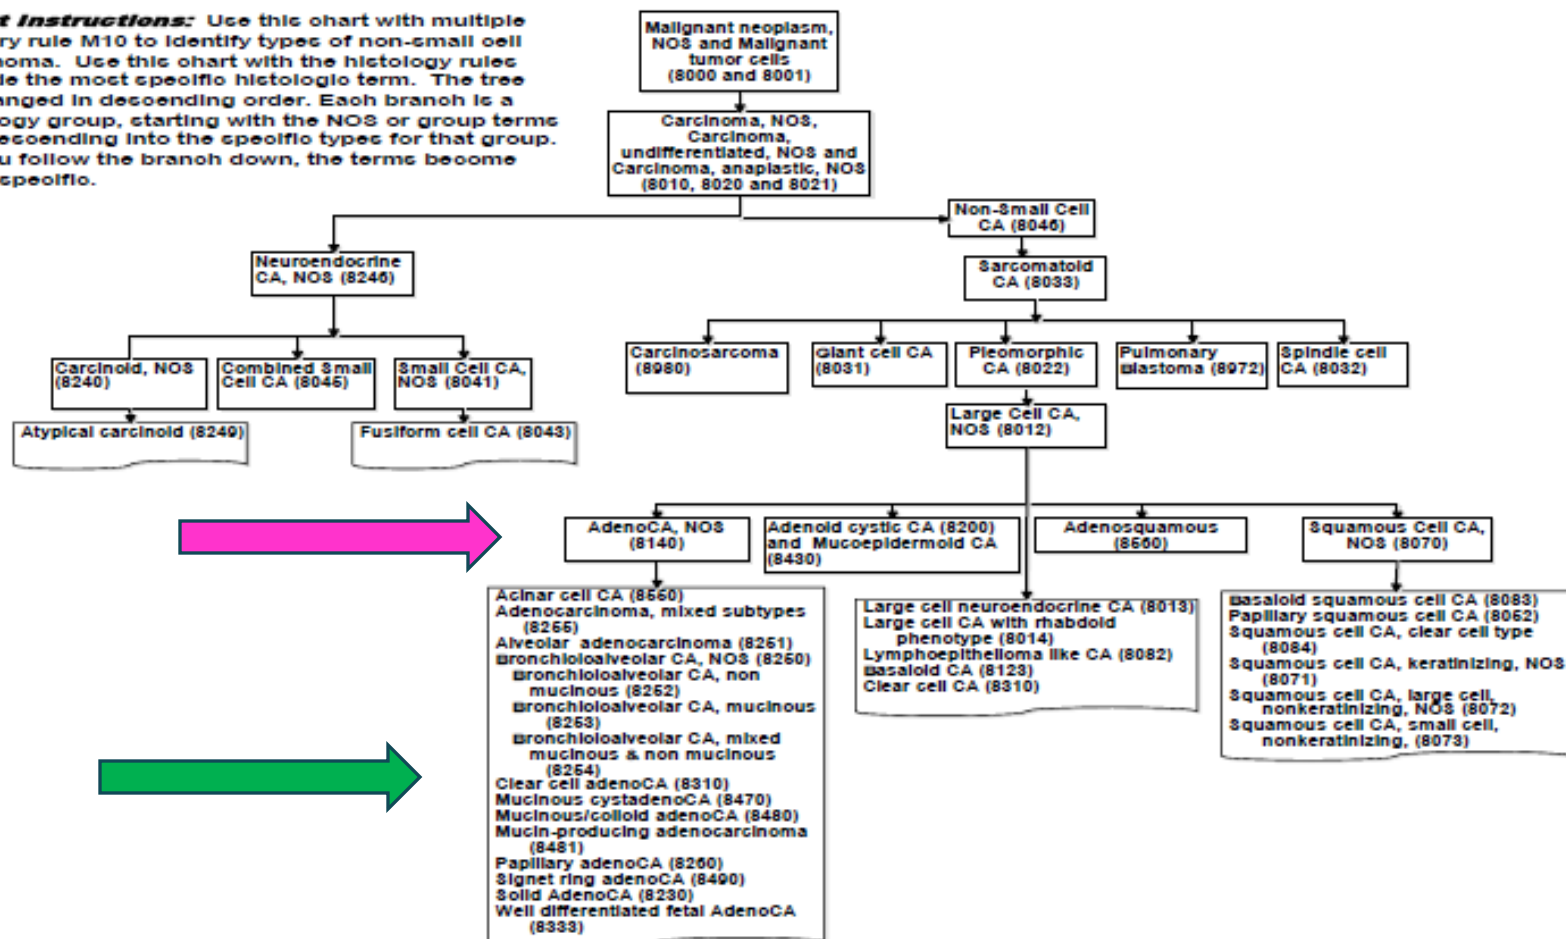 t Instructions: Use this chart with multiple
ry rule M10 to identify types of non-small cell
noma. Use this chart with the histology rules
le the most specific histologic term. The tree
anged in descending order. Each branch is a
ogy group, starting with the NOS or group terms
escending into the specific types for that group.
u follow the branch down, the terms become
specific.
Malignant neoplasm,
NOS and Malignant
tumor cells
(8000 and 8001)
Carcinoma, NOS,
Carcinoma,
undifferentiated, NOS and
Carcinoma, anaplastic, NOS
(8010, 8020 and 8021)
Non-Small Cell
CA (8046)
Neuroendocrine
CA, NOS (8246)
Sarcomatoid
CA (8033)
Carcinoid, NOS
(8240)
Combined Small
Cell CA (8045)
Small Cell CA,
NOS (8041)
Carcinosarcoma
(8980)
Giant cell CA
(8031)
Pleomorphic
CA (8022)
Pulmonary
Blastoma (8972)
Spindle cell
CA (8032)
Atypical carcinoid (8249)
Fusiform cell CA (8043)
Large Cell CA,
NOS (8012)
AdenoCA, NOS
(8140)
Adenoid cystic CA (8200)
and Mucoepidermoid CA
(8430)
Adenosquamous
(8560)
Squamous Cell CA,
NOS (8070)
Acinar cell CA (8550)
Adenocarcinoma, mixed subtypes
(8255)
Alveolar adenocarcinoma (8251)
Bronchioloalveolar CA, NOS (8250)
Bronchioloalveolar CA, non
mucinous (8252)
Bronchioloalveolar CA, mucinous
(8253)
Bronchioloalveolar CA, mixed
mucinous & non mucinous
(8254)
Clear cell adenoCA (8310)
Mucinous cystadenoCA (8470)
Mucinous/colloid adenoCA (8480)
Mucin-producing adenocarcinoma
(8481)
Papillary adenoCA (8260)
Signet ring adenoCA (8490)
Solid AdenoCA (8230)
Well differentiated fetal AdenoCA
(8333)
Large cell neuroendocrine CA (8013)
Large cell CA with rhabdoid
phenotype (8014)
Lymphoepithelioma like CA (8082)
Basaloid CA (8123)
Clear cell CA (8310)
Basaloid squamous cell CA (8083)
Papillary squamous cell CA (8052)
Squamous cell CA, clear cell type
(8084)
Squamous cell CA, keratinizing, NOS
(8071)
Squamous cell CA, large cell,
nonkeratinizing, NOS (8072)
Squamous cell CA, small cell,
nonkeratinizing, (8073)